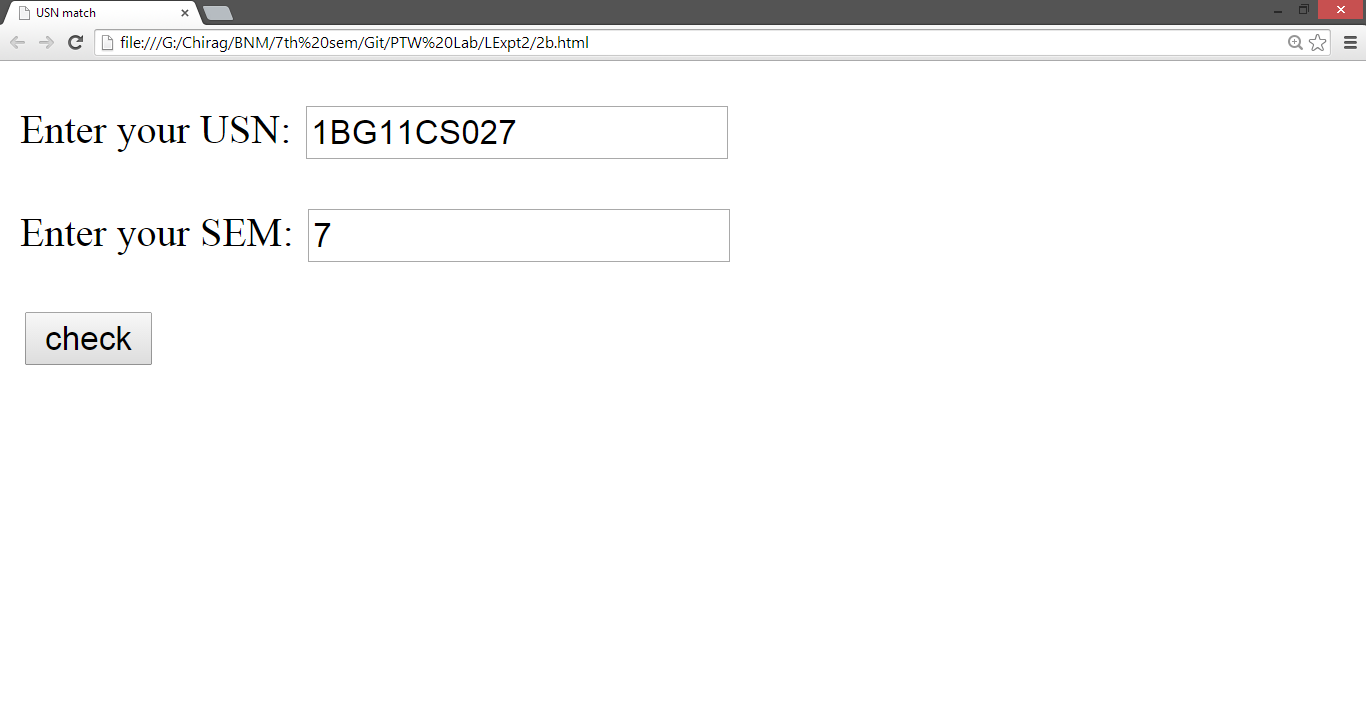 USN match
file:///G:/Chirag/BNM/7th%20sem/Git/PTW%20Lab/LExpt2/2b.html
Enter your USN: 1BG11CS027
Enter your SEM: 7
check